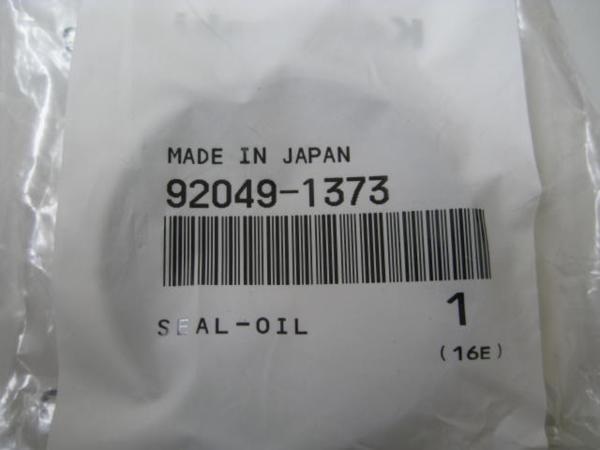 MADE IN JAPAN
92049-1373
SEAL-OIL
1
(16E)